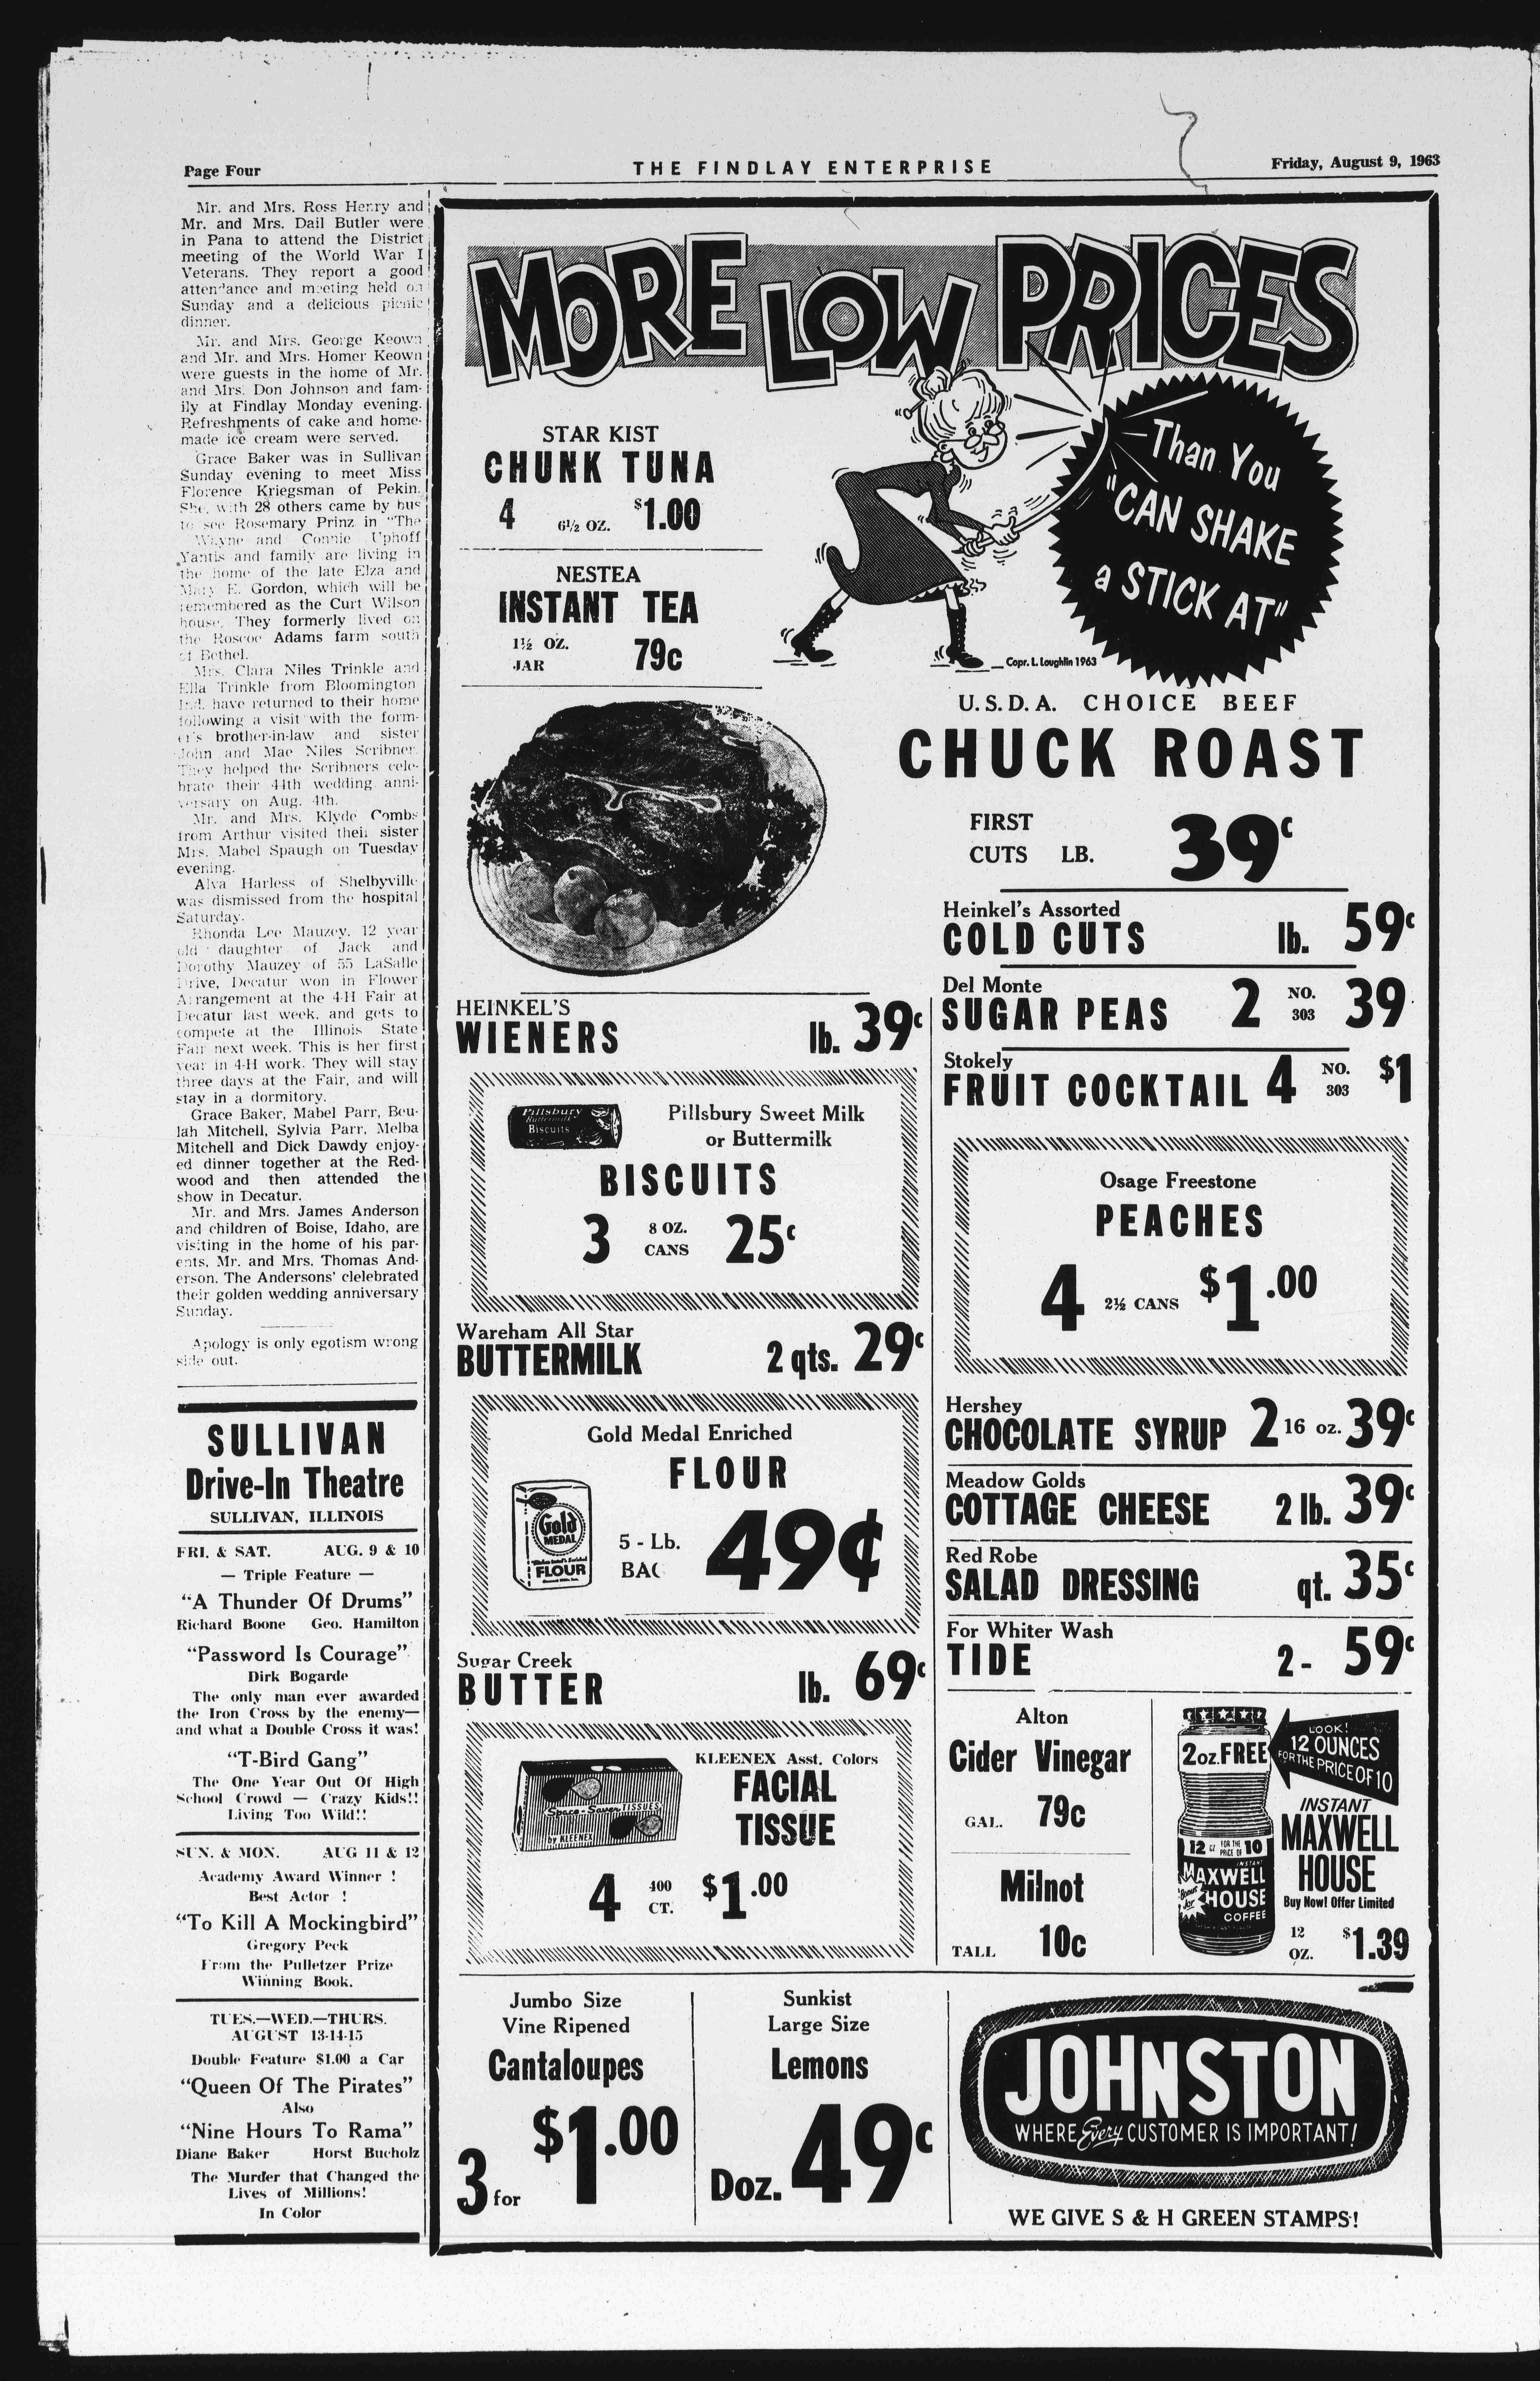 Page Four
THE FINDLAY ENTERPRISE
Friday, August 9, 1963
Mr. and Mrs. Ross Henry and
Mr. and Mrs. Dail Butler were
in Pana to attend the District
meeting of the World War I
Veterans. They report a good
attendance and meeting held on
Sunday and a delicious picnic
dinner.
Mr. and Mrs. George Keown
and Mr. and Mrs. Homer Keown
were guests in the home of Mr.
and Mrs. Don Johnson and fam-
ily at Findlay Monday evening.
Refreshments of cake and home-
made ice cream were served.
Grace Baker was in Sullivan
Sunday evening to meet Miss
Florence Kriegsman of Pekin.
She, with 28 others came by bus
to see Rosemary Prinz in "The
Wayne and Connie Uphoff
Yantis and family are living in
the home of the late Elza and
Mary E. Gordon, which will be
remembered as the Curt Wilson
house. They formerly lived on
the Roscoe Adams farm south
of Bethel.
Mrs. Clara Niles Trinkle and
Ella Trinkle from Bloomington
Ind. have returned to their home
following a visit with the form-
er's brother-in-law and sister
John and Mae Niles Scribner.
They helped the Scribners cele-
brate their 44th wedding anni-
versary on Aug. 4th.
Mr. and Mrs. Klyde Combs
from Arthur visited their sister
Mrs. Mabel Spaugh on Tuesday
evening.
Alva Harless of Shelbyville
was dismissed from the hospital
Saturday.
Rhonda Lee Mauzey, 12 year
old daughter of Jack and
Dorothy Mauzey of 55 LaSalle
Drive, Decatur won in Flower
Arrangement at the 4-H Fair at
Decatur last week, and gets to
compete at the Illinois State
Fair next week. This is her first
year in 4-H work. They will stay
three days at the Fair, and will
stay in a dormitory.
Grace Baker, Mabel Parr, Beu-
lah Mitchell, Sylvia Parr, Melba
Mitchell and Dick Dawdy enjoy-
ed dinner together at the Red-
wood and then attended the
show in Decatur.
Mr. and Mrs. James Anderson
and children of Boise, Idaho, are
visiting in the home of his par-
ents, Mr. and Mrs. Thomas And-
erson. The Andersons' clelebrated
their golden wedding anniversary
Sunday.
Apology is only egotism wrong
side out.
SULLIVAN
Drive-In Theatre
SULLIVAN, ILLINOIS
FRI. & SAT. AUG. 9 & 10
— Triple Feature —
"A Thunder Of Drums"
Richard Boone Geo. Hamilton
"Password Is Courage"
Dirk Bogarde
The only man ever awarded
the Iron Cross by the enemy—
and what a Double Cross it was!
"T-Bird Gang"
The One Year Out Of High
School Crowd — Crazy Kids!!
Living Too Wild!!
SUN. & MON. AUG 11 & 12
Academy Award Winner !
Best Actor !
"To Kill A Mockingbird"
Gregory Peck
From the Pulletzer Prize
Winning Book.
TUES.—WED.—THURS.
AUGUST 13-14-15
Double Feature $1.00 a Car
"Queen Of The Pirates"
Also
"Nine Hours To Rama"
Diane Baker Horst Bucholz
The Murder that Changed the
Lives of Millions!
In Color
MORE LOW PRICES
Than You
"CAN SHAKE
a STICK AT"
Copr. L. Loughlin 1963
STAR KIST
CHUNK TUNA
4 6½ OZ. $1.00
NESTEA
INSTANT TEA
1½ OZ.
JAR 79c
U.S.D.A. CHOICE BEEF
CHUCK ROAST
FIRST
CUTS LB. 39c
Heinkel's Assorted
COLD CUTS lb. 59c
Del Monte
SUGAR PEAS 2 NO. 303 39
Stokely
FRUIT COCKTAIL 4 NO. 303 $1
HEINKEL'S
WIENERS lb. 39c
Pillsbury
Buttermilk
Biscuits
Pillsbury Sweet Milk
or Buttermilk
BISCUITS
3 8 OZ. CANS 25c
Osage Freestone
PEACHES
4 2½ CANS $1.00
Wareham All Star
BUTTERMILK 2 qts. 29c
Gold Medal Enriched
FLOUR
Gold
MEDAL
FLOUR
5 - Lb.
BAG 49¢
Sugar Creek
BUTTER lb. 69c
Hershey
CHOCOLATE SYRUP 2 16 oz. 39c
Meadow Golds
COTTAGE CHEESE 2 lb. 39c
Red Robe
SALAD DRESSING qt. 35c
For Whiter Wash
TIDE 2- 59c
KLEENEX Asst. Colors
FACIAL
TISSUE
Space-Saver TISSUES
by KLEENEX
4 400 CT. $1.00
Alton
Cider Vinegar
GAL. 79c
Milnot
TALL 10c
2oz. FREE
LOOK!
12 OUNCES
FOR THE PRICE OF 10
12 oz FOR THE PRICE OF 10
INSTANT
MAXWELL
HOUSE
COFFEE
INSTANT
MAXWELL
HOUSE
Buy Now! Offer Limited
12
OZ. $1.39
Jumbo Size
Vine Ripened
Cantaloupes
3 for $1.00
Sunkist
Large Size
Lemons
Doz. 49c
JOHNSTON
WHERE Every CUSTOMER IS IMPORTANT!
WE GIVE S & H GREEN STAMPS!